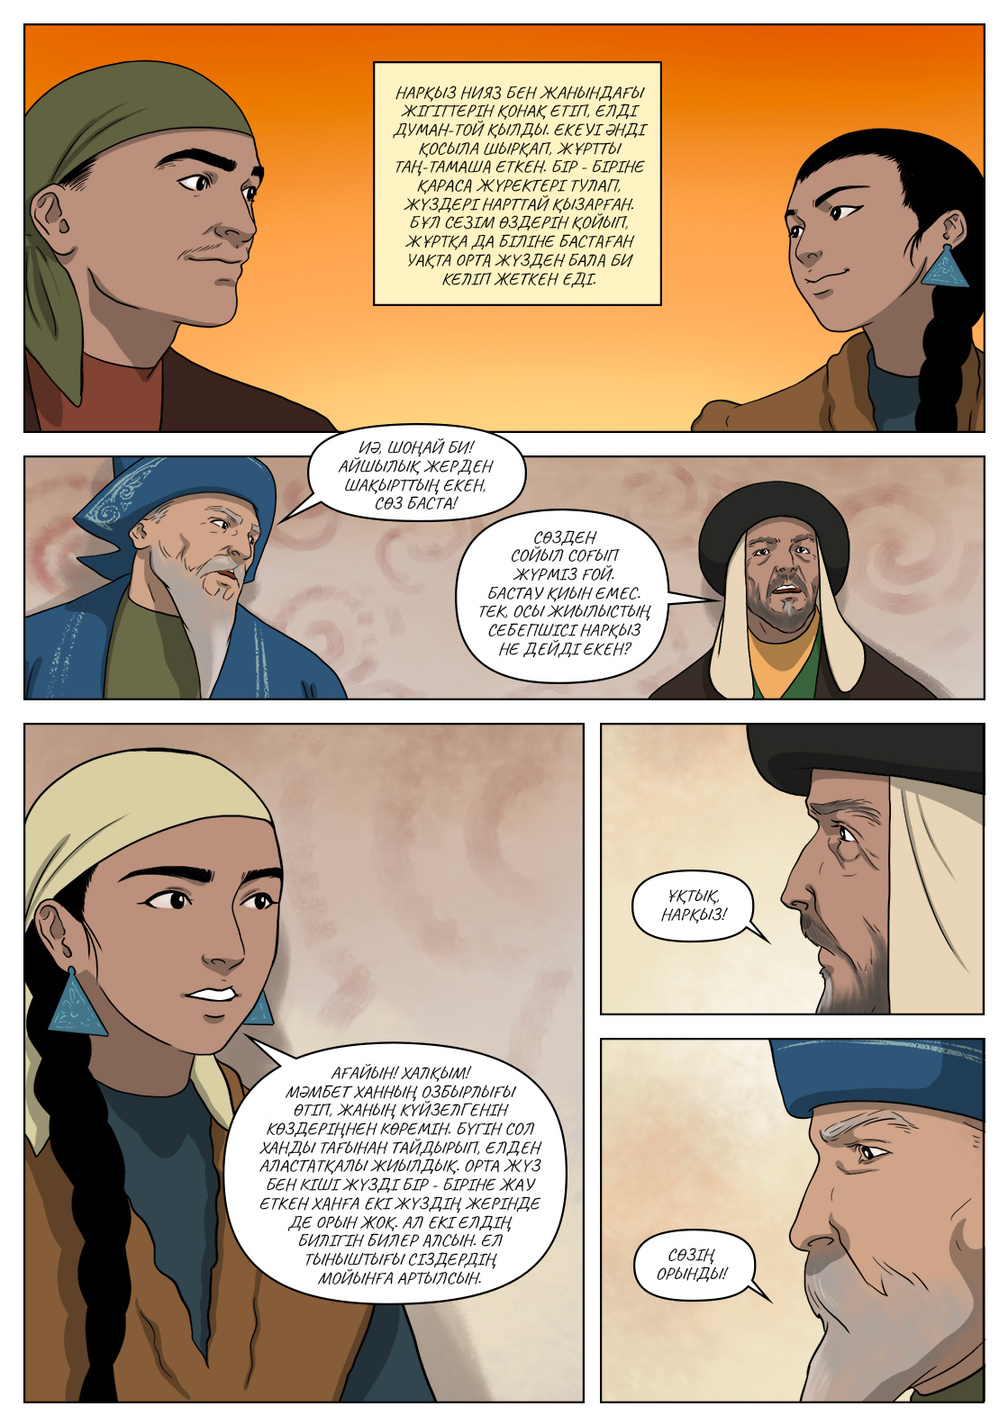 НАРҚЫЗ НИЯЗ БЕН ЖАНЫНДАҒЫ
ЖІГІТТЕРІН ҚОНАҚ ЕТІП, ЕЛДІ
ДУМАН-ТОЙ ҚЫЛДЫ. ЕКЕУІ ӘНДІ
ҚОСЫЛА ШЫРҚАП, ЖҰРТТЫ
ТАҢ-ТАМАША ЕТКЕН. БІР - БІРІНЕ
ҚАРАСА ЖҮРЕКТЕРІ ТУЛАП,
ЖҮЗДЕРІ НАРТТАЙ ҚЫЗАРҒАН.
БҰЛ СЕЗІМ ӨЗДЕРІН ҚОЙЫП,
ЖҰРТҚА ДА БІЛІНЕ БАСТАҒАН
УАҚТА ОРТА ЖҮЗДЕН БАЛА БИ
КЕЛІП ЖЕТКЕН ЕДІ.
ИӘ, ШОҢАЙ БИ!
АЙШЫЛЫҚ ЖЕРДЕН
ШАҚЫРТТЫҢ ЕКЕН,
СӨЗ БАСТА!
СӨЗДЕН
СОЙЫЛ СОҒЫП
ЖҮРМІЗ ҒОЙ.
БАСТАУ ҚИЫН ЕМЕС.
ТЕК, ОСЫ ЖИЫЛЫСТЫҢ
СЕБЕПШІСІ НАРҚЫЗ
НЕ ДЕЙДІ ЕКЕН?
АҒАЙЫН! ХАЛҚЫМ!
МӘМБЕТ ХАННЫҢ ОЗБЫРЛЫҒЫ
ӨТІП, ЖАНЫҢ КҮЙЗЕЛГЕНІН
КӨЗДЕРІҢНЕН КӨРЕМІН. БҮГІН СОЛ
ХАНДЫ ТАҒЫНАН ТАЙДЫРЫП, ЕЛДЕН
АЛАСТАТҚАЛЫ ЖИЫЛДЫҚ. ОРТА ЖҮЗ
БЕН КІШІ ЖҮЗДІ БІР - БІРІНЕ ЖАУ
ЕТКЕН ХАНҒА ЕКІ ЖҮЗДІҢ ЖЕРІНДЕ
ДЕ ОРЫН ЖОҚ. АЛ ЕКІ ЕЛДІҢ
БИЛІГІН БИЛЕР АЛСЫН. ЕЛ
ТЫНЫШТЫҒЫ СІЗДЕРДІҢ
МОЙЫНҒА АРТЫЛСЫН.
ҰҚТЫҚ,
НАРҚЫЗ!
СӨЗІҢ
ОРЫНДЫ!